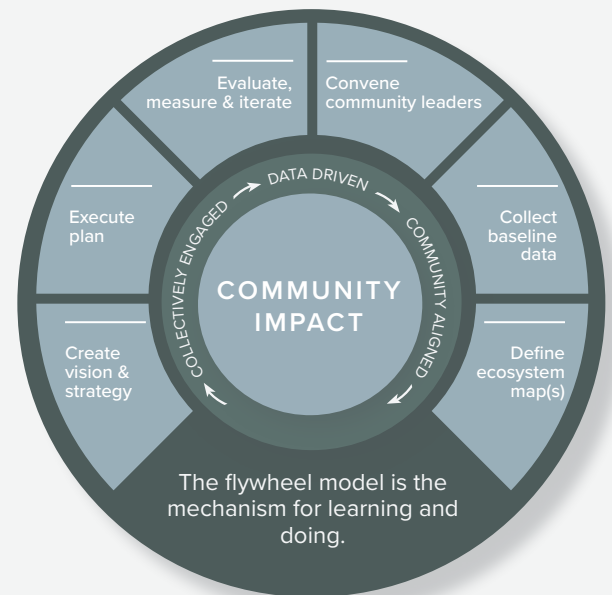 Evaluate,
measure & iterate
Convene
community leaders
Execute
plan
Collect
baseline
data
Create
vision &
strategy
Define
ecosystem
map(s)
DATA DRIVEN
COMMUNITY ALIGNED
COLLECTIVELY ENGAGED
COMMUNITY
IMPACT
The flywheel model is the
mechanism for learning and
doing.